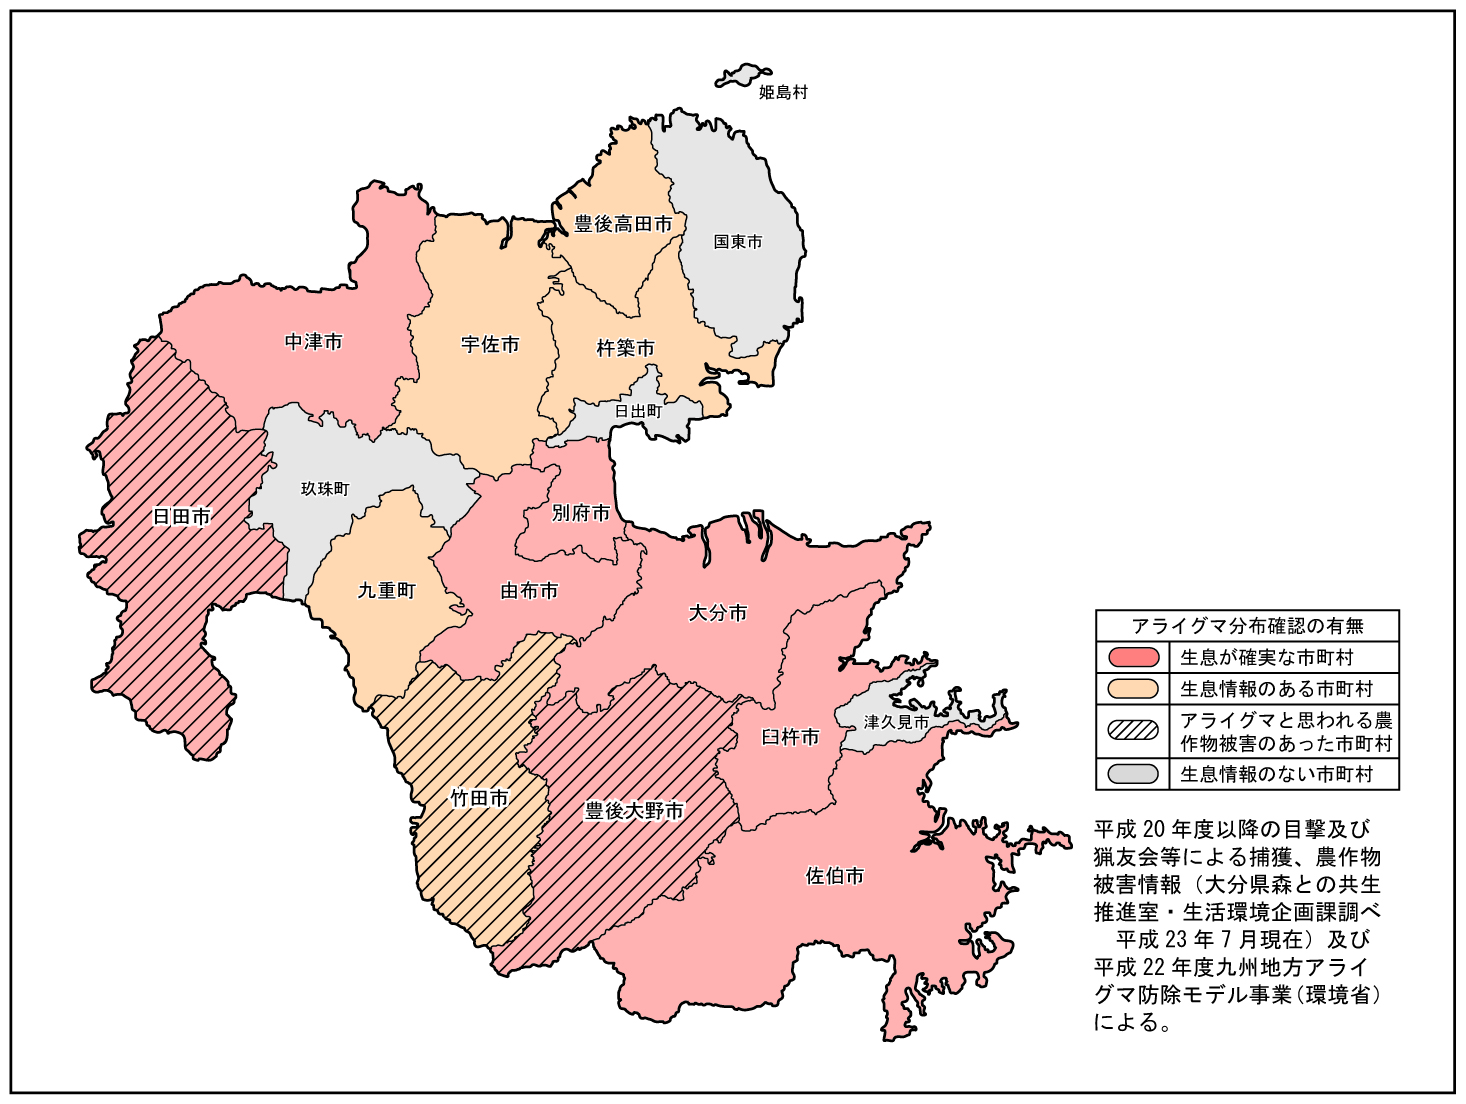 姫島村
豊後高田市
国東市
中津市
宇佐市
杵築市
日出町
玖珠町
日田市
別府市
九重町
由布市
大分市
津久見市
臼杵市
竹田市
豊後大野市
佐伯市
アライグマ分布確認の有無
生息が確実な市町村
生息情報のある市町村
アライグマと思われる農
作物被害のあった市町村
生息情報のない市町村
平成 20 年度以降の目撃及び
猟友会等による捕獲、農作物
被害情報（大分県森との共生
推進室・生活環境企画課調べ
平成 23 年 7 月現在）及び
平成 22 年度九州地方アライ
グマ防除モデル事業（環境省）
による。